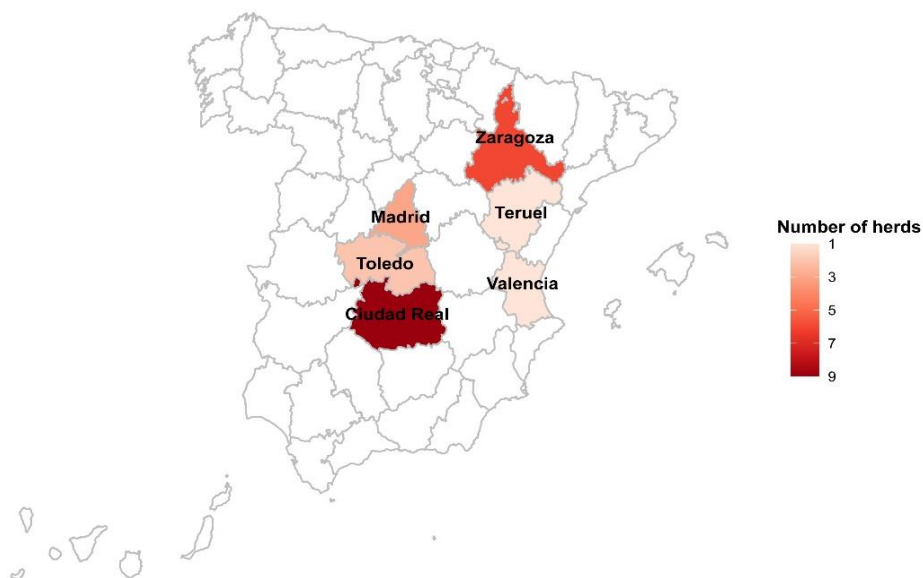 Zaragoza
Madrid
Teruel
Toledo
Valencia
Ciudad Real
Number of herds
1
3
5
7
9